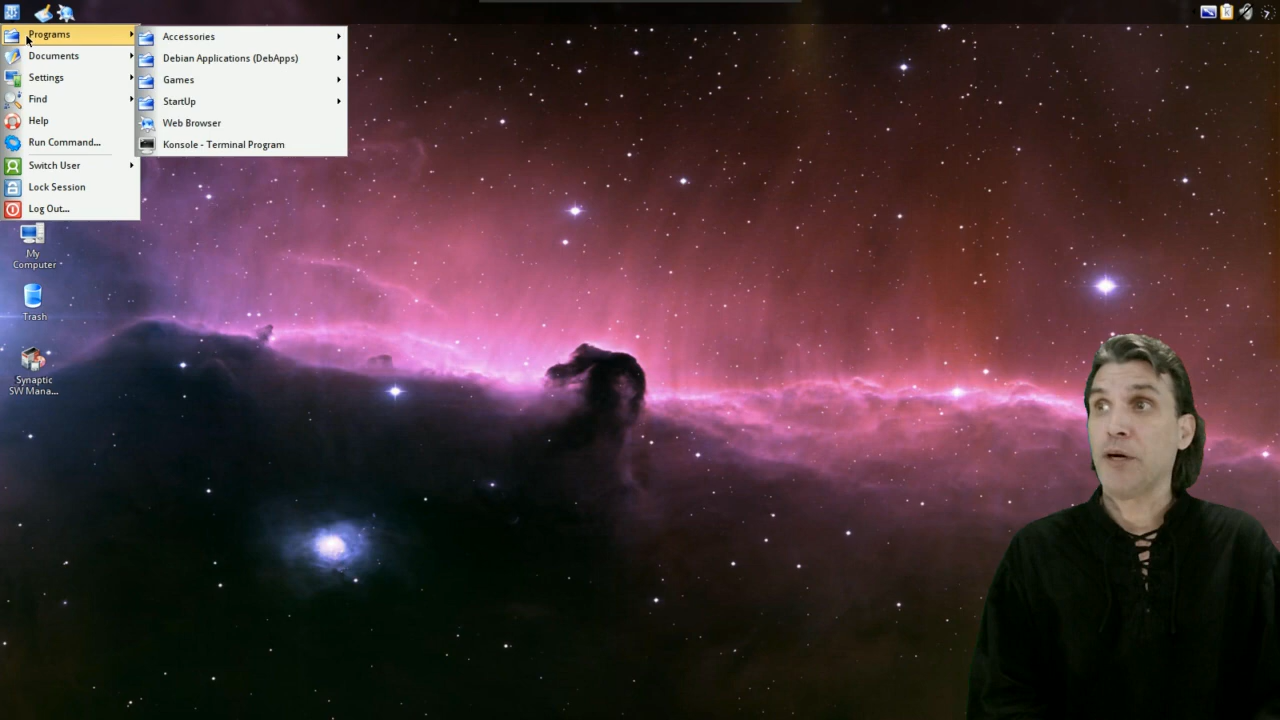 Programs
Documents
Settings
Find
Help
Run Command...
Switch User
Lock Session
Log Out...
Accessories
Debian Applications (DebApps)
Games
StartUp
Web Browser
Konsole - Terminal Program
My
Computer
Trash
Synaptic
SW Mana...